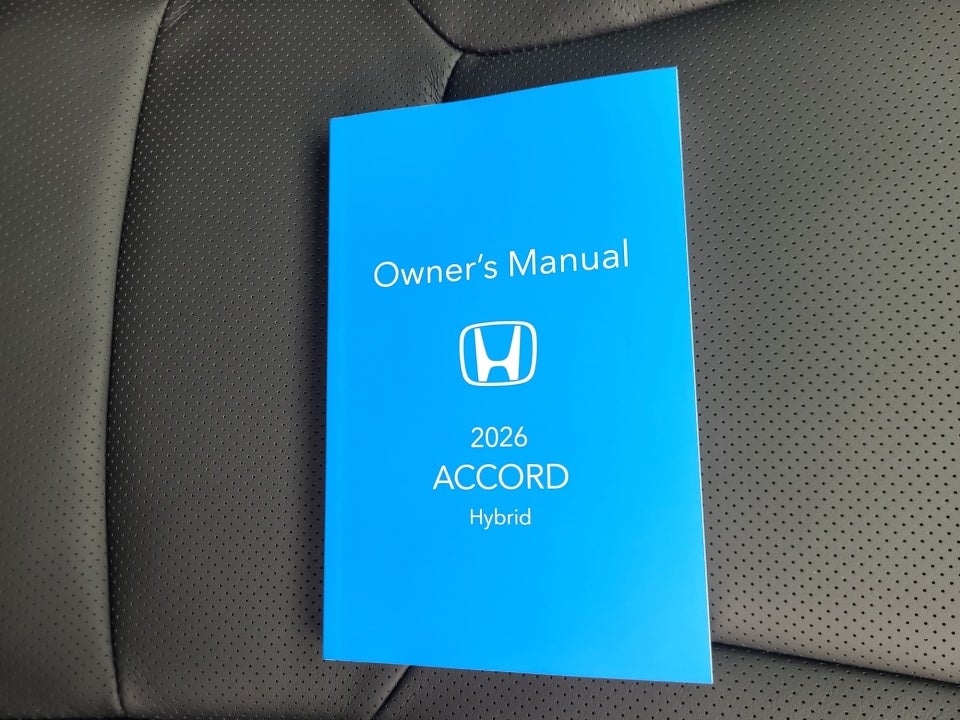 Owner's Manual
2026
ACCORD
Hybrid